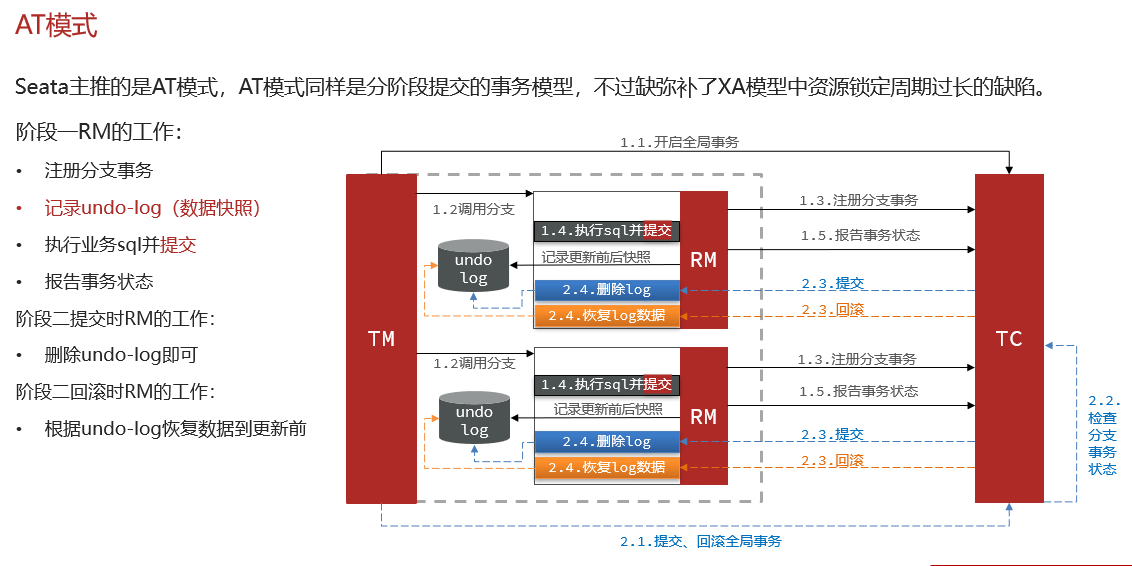 AT模式
Seata主推的是AT模式，AT模式同样是分阶段提交的事务模型，不过缺弥补了XA模型中资源锁定周期过长的缺陷。
阶段一RM的工作：
• 注册分支事务
• 记录undo-log（数据快照）
• 执行业务sql并提交
• 报告事务状态
阶段二提交时RM的工作：
• 删除undo-log即可
阶段二回滚时RM的工作：
• 根据undo-log恢复数据到更新前
1.1.开启全局事务
TM
1.2调用分支
1.4.执行sql并提交
记录更新前后快照
undo
log
2.4.删除log
2.4.恢复log数据
RM
1.3.注册分支事务
1.5.报告事务状态
2.3.提交
2.3.回滚
1.2调用分支
1.4.执行sql并提交
记录更新前后快照
undo
log
2.4.删除log
2.4.恢复log数据
RM
1.3.注册分支事务
1.5.报告事务状态
2.3.提交
2.3.回滚
TC
2.2.
检查
分支
事务
状态
2.1.提交、回滚全局事务